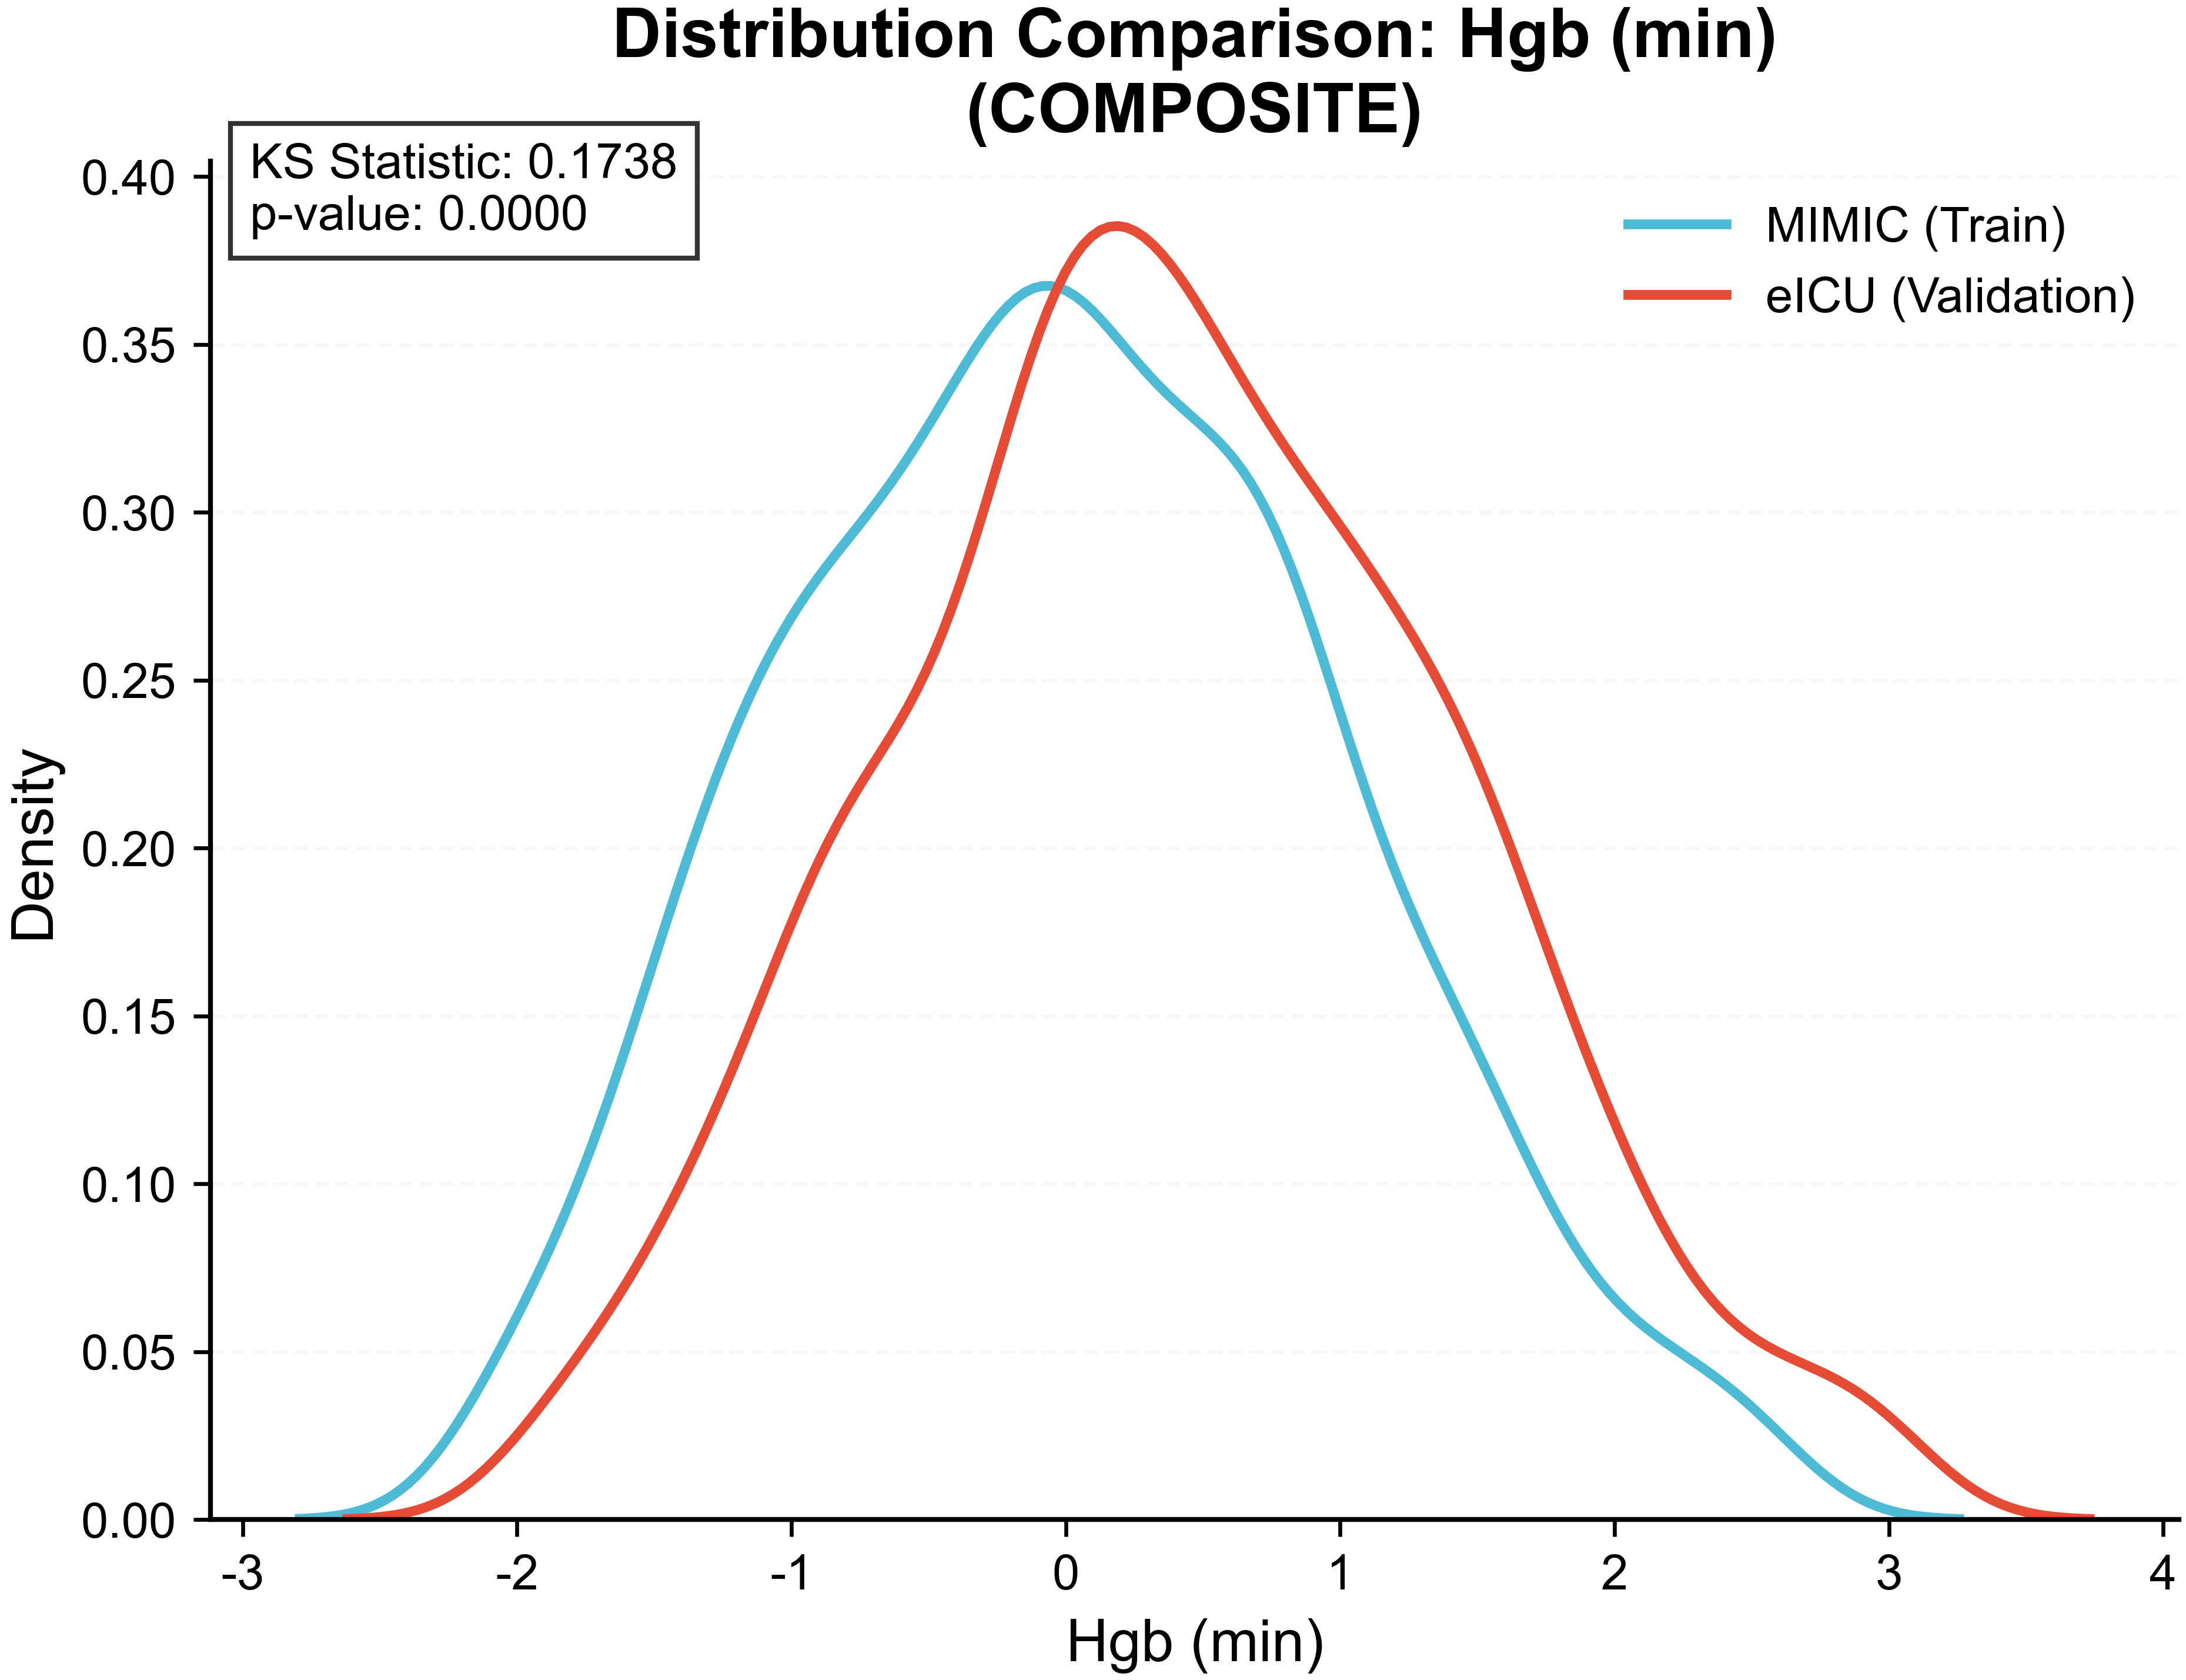 Distribution Comparison: Hgb (min)
(COMPOSITE)
KS Statistic: 0.1738
p-value: 0.0000
MIMIC (Train)
eICU (Validation)
0.40
0.35
0.30
0.25
0.20
0.15
0.10
0.05
0.00
Density
-3
-2
-1
0
1
2
3
4
Hgb (min)